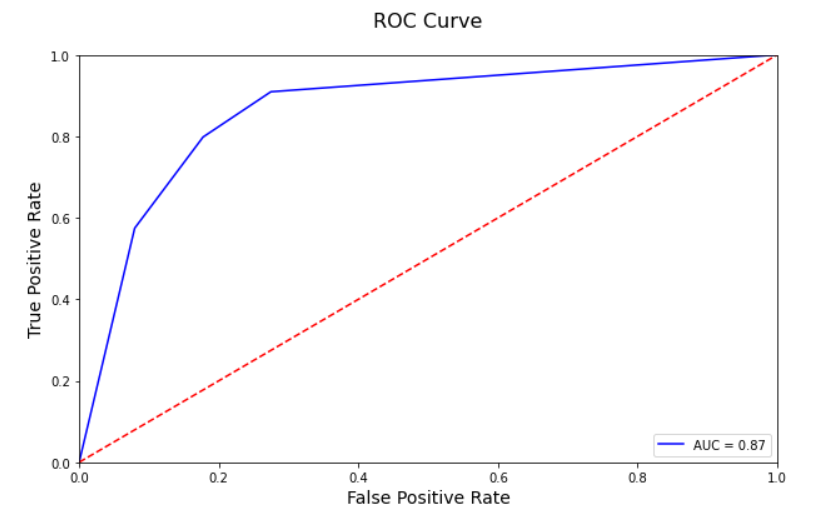 ROC Curve
1.0
0.8
0.6
0.4
0.2
0.0
True Positive Rate
AUC = 0.87
0.0 0.2 0.4 0.6 0.8 1.0
False Positive Rate